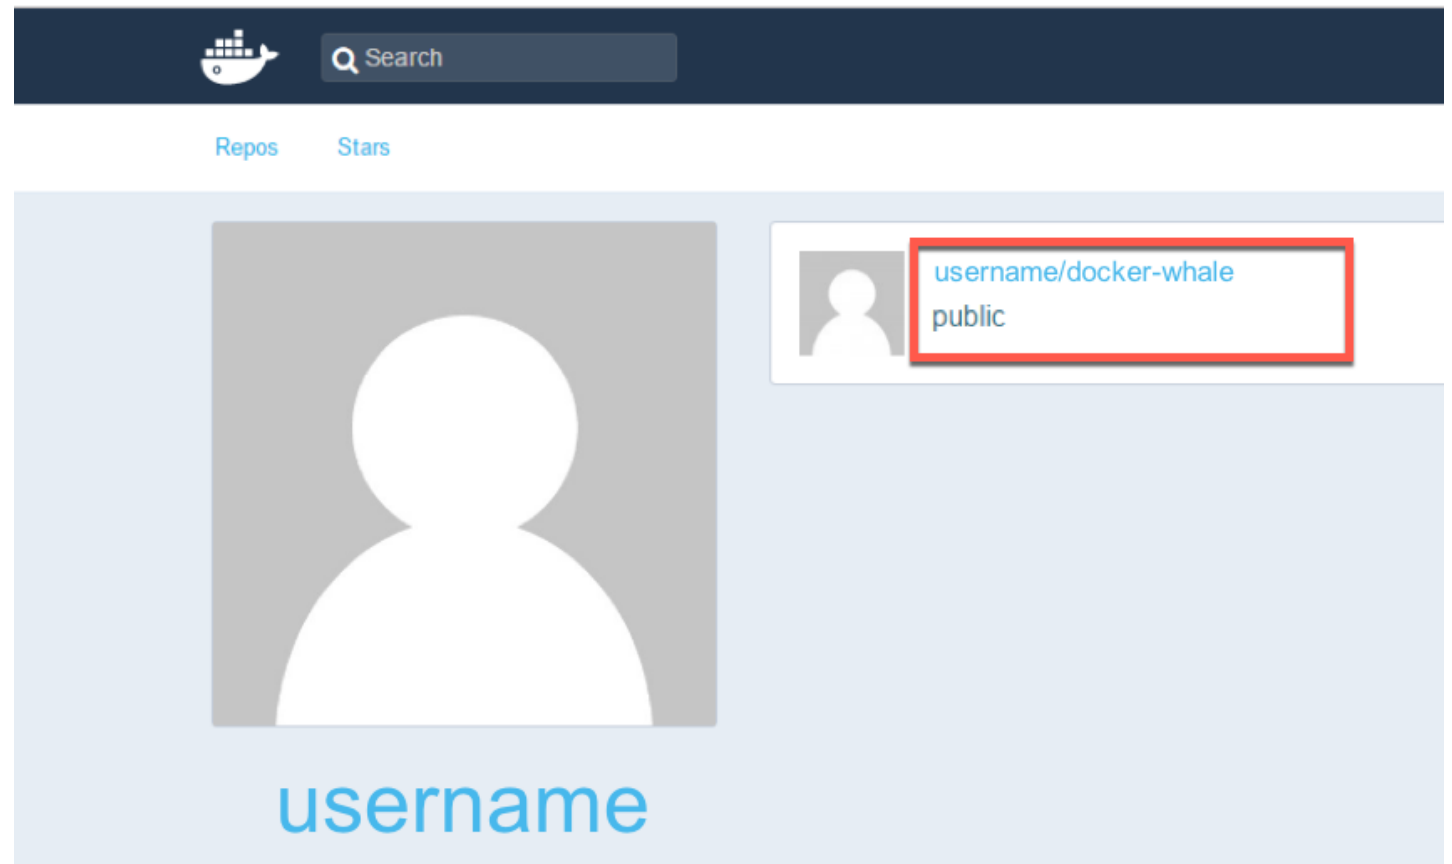 Search
Repos Stars
username/docker-whale
public
username